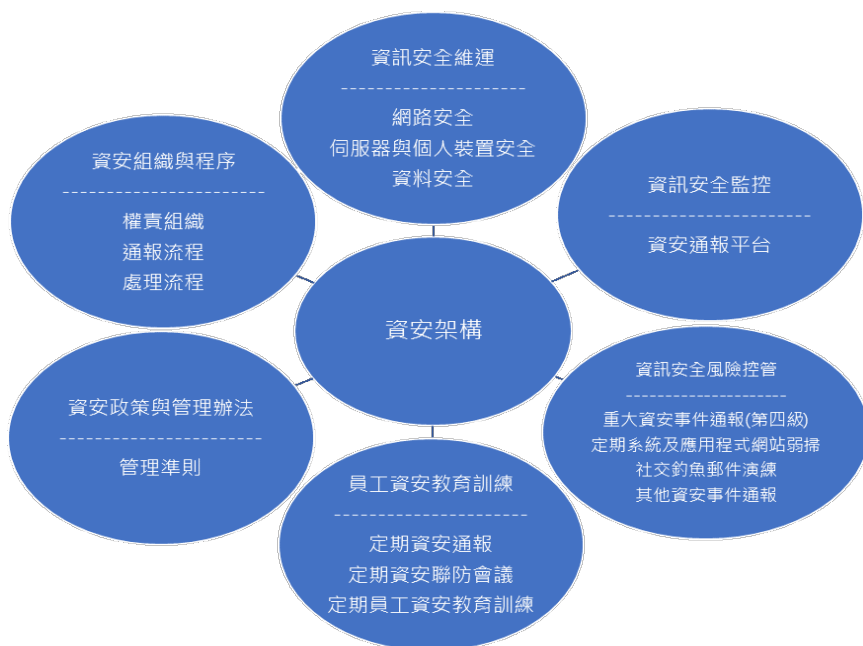 資訊安全維運
網路安全
伺服器與個人裝置安全
資料安全
資安組織與程序
權責組織
通報流程
處理流程
資訊安全監控
資安通報平台
資安架構
資訊安全風險控管
重大資安事件通報(第四級)
定期系統及應用程式網站弱掃
社交釣魚郵件演練
其他資安事件通報
資安政策與管理辦法
管理準則
員工資安教育訓練
定期資安通報
定期資安聯防會議
定期員工資安教育訓練